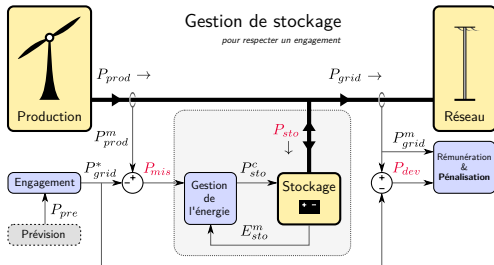 Gestion de stockage
pour respecter un engagement
P_prod →
P_grid →
Production
Réseau
P^m_prod
P_sto
↓
P^m_grid
P*_grid
P_mis
P^c_sto
P_dev
Rémunération
&
Pénalisation
Engagement
+
−
Gestion
de
l'énergie
Stockage
+ −
+
−
P_pre
Prévision
E^m_sto